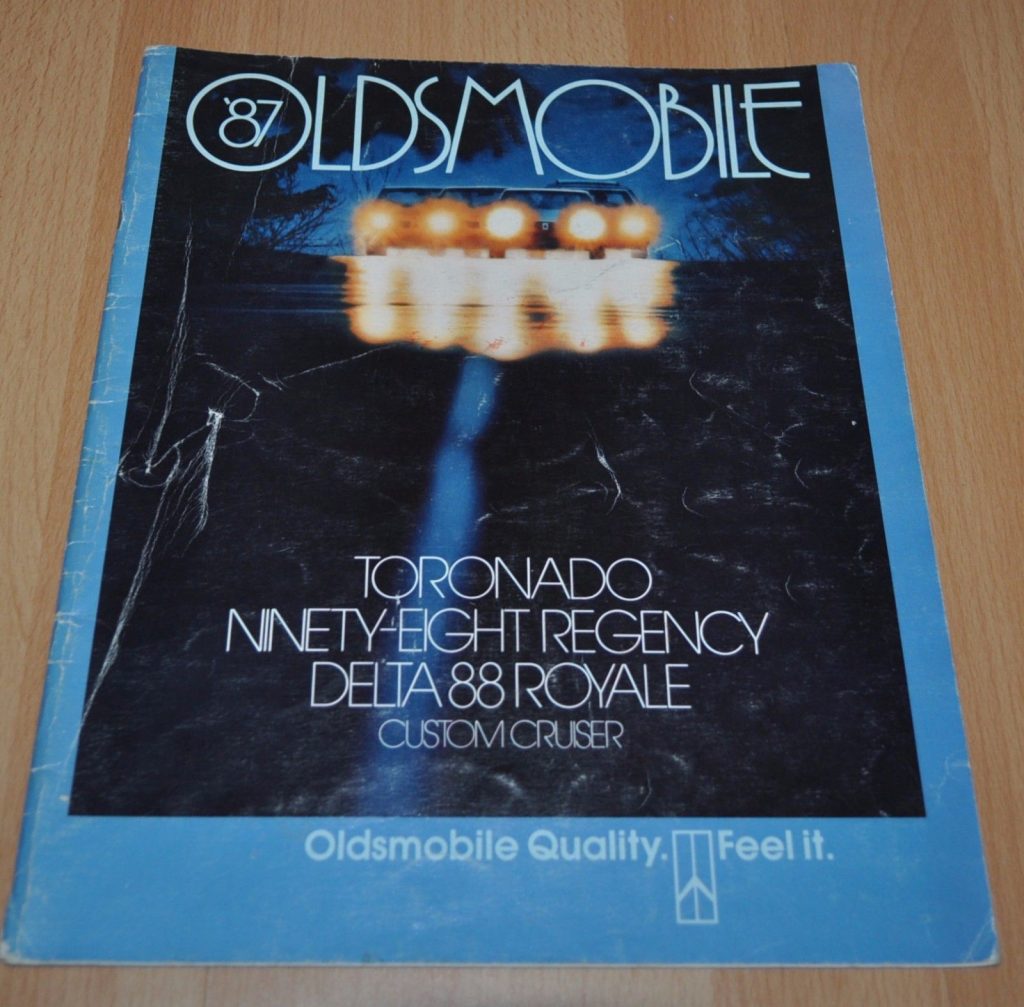 '87 OLDSMOBILE
TORONADO
NINETY-EIGHT REGENCY
DELTA 88 ROYALE
CUSTOM CRUISER
Oldsmobile Quality. Feel it.